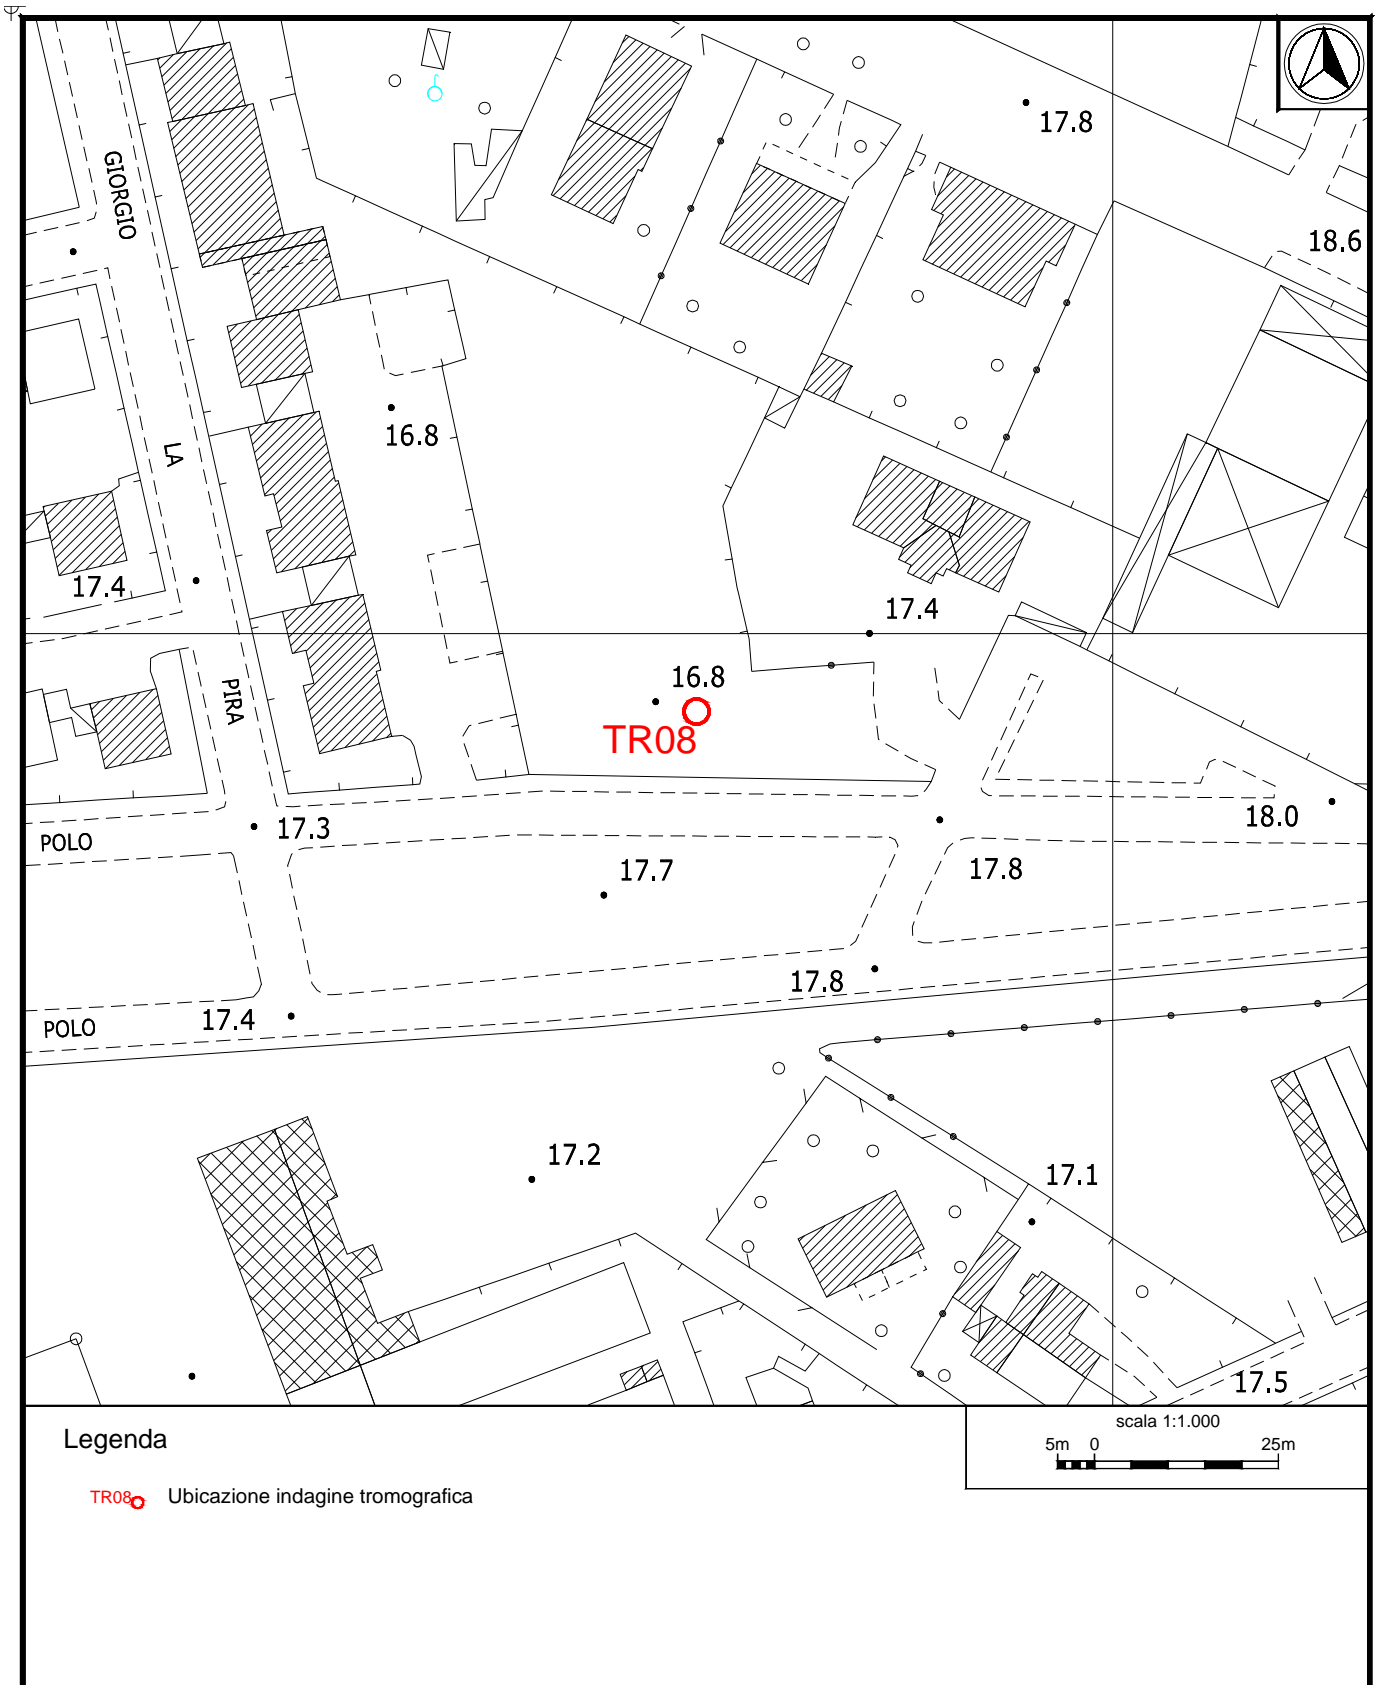 17.8
GIORGIO
18.6
16.8
LA
17.4
17.4
16.8
PIRA
TR08
17.3
18.0
POLO
17.7
17.8
17.8
17.4
POLO
17.2
17.1
17.5
Legenda
scala 1:1.000
5m 0 25m
TR08 Ubicazione indagine tromografica